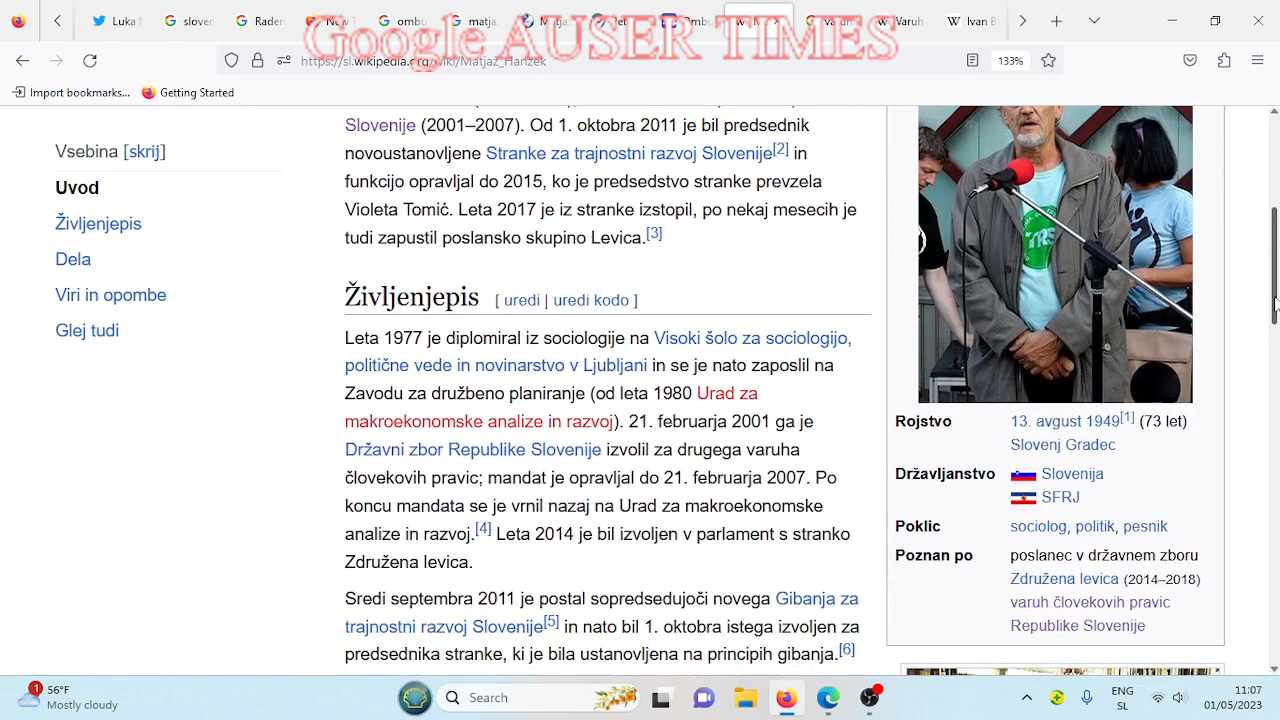 Luka
sloven
Raden
ombu
matja
Waruh
Ivan B
Google AUSER TIMES
https://sl.wikipedia.org/wiki/Matjaž_Hanžek
133%
Import bookmarks...
Getting Started
Vsebina [skrij]
Uvod
Življenjepis
Dela
Viri in opombe
Glej tudi
Slovenije (2001–2007). Od 1. oktobra 2011 je bil predsednik
novoustanovljene Stranke za trajnostni razvoj Slovenije[2] in
funkcijo opravljal do 2015, ko je predsedstvo stranke prevzela
Violeta Tomić. Leta 2017 je iz stranke izstopil, po nekaj mesecih je
tudi zapustil poslansko skupino Levica.[3]
Življenjepis [ uredi | uredi kodo ]
Leta 1977 je diplomiral iz sociologije na Visoki šolo za sociologijo,
politične vede in novinarstvo v Ljubljani in se je nato zaposlil na
Zavodu za družbeno planiranje (od leta 1980 Urad za
makroekonomske analize in razvoj). 21. februarja 2001 ga je
Državni zbor Republike Slovenije izvolil za drugega varuha
človekovih pravic; mandat je opravljal do 21. februarja 2007. Po
koncu mandata se je vrnil nazaj na Urad za makroekonomske
analize in razvoj.[4] Leta 2014 je bil izvoljen v parlament s stranko
Združena levica.
Sredi septembra 2011 je postal sopredsedujoči novega Gibanja za
trajnostni razvoj Slovenije[5] in nato bil 1. oktobra istega izvoljen za
predsednika stranke, ki je bila ustanovljena na principih gibanja.[6]
TRS
Rojstvo 13. avgust 1949[1] (73 let)
Slovenj Gradec
Državljanstvo Slovenija
SFRJ
Poklic sociolog, politik, pesnik
Poznan po poslanec v državnem zboru
Združena levica (2014–2018)
varuh človekovih pravic
Republike Slovenije
1
56°F
Mostly cloudy
Search
ENG
SL
11:07
01/05/2023